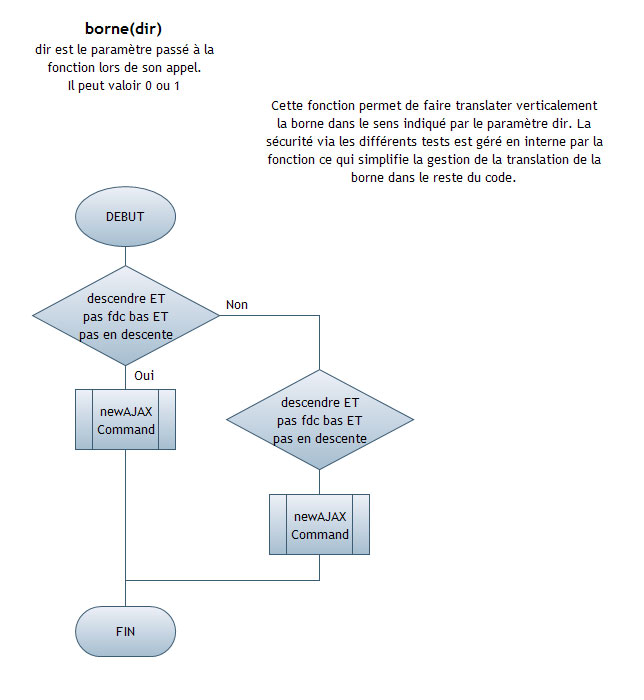 borne(dir)
dir est le paramètre passé à la
fonction lors de son appel.
Il peut valoir 0 ou 1
Cette fonction permet de faire translater verticalement
la borne dans le sens indiqué par le paramètre dir. La
sécurité via les différents tests est géré en interne par la
fonction ce qui simplifie la gestion de la translation de la
borne dans le reste du code.
DEBUT
descendre ET
pas fdc bas ET
pas en descente
Non
Oui
newAJAX
Command
descendre ET
pas fdc bas ET
pas en descente
newAJAX
Command
FIN